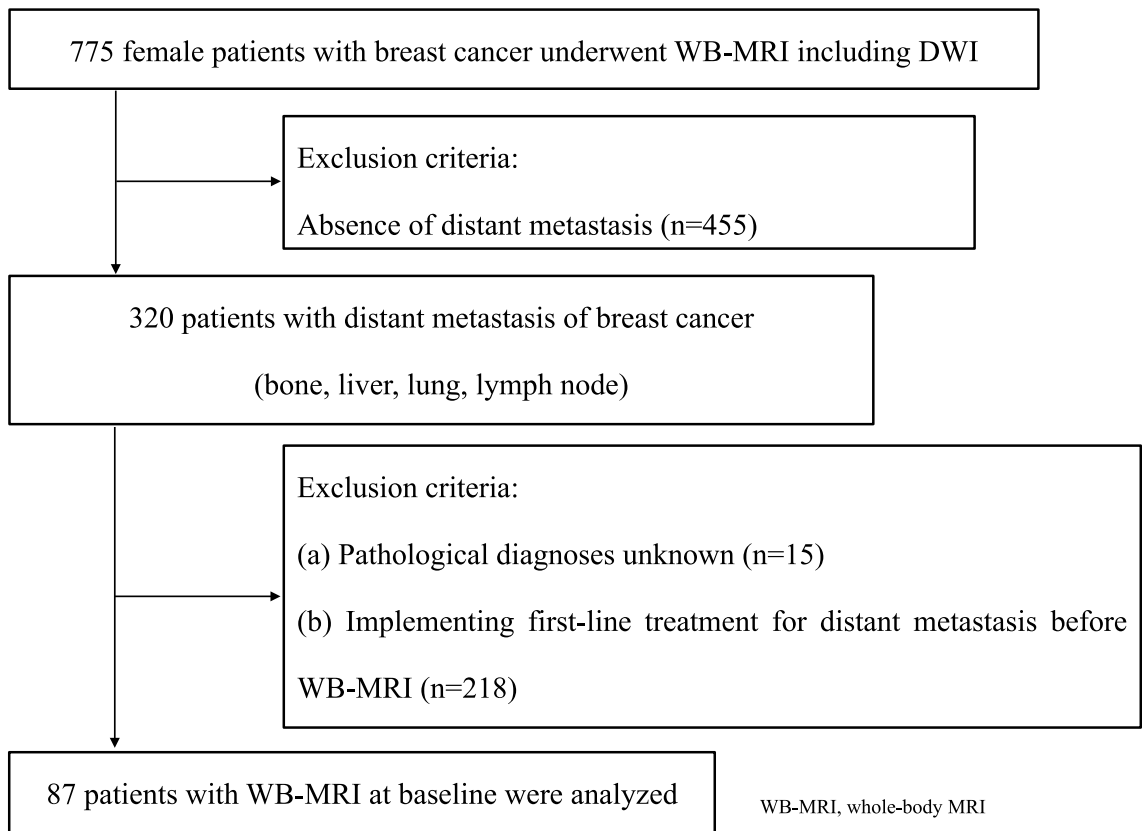 775 female patients with breast cancer underwent WB-MRI including DWI
Exclusion criteria:
Absence of distant metastasis (n=455)
320 patients with distant metastasis of breast cancer
(bone, liver, lung, lymph node)
Exclusion criteria:
(a) Pathological diagnoses unknown (n=15)
(b) Implementing first-line treatment for distant metastasis before
WB-MRI (n=218)
87 patients with WB-MRI at baseline were analyzed
WB-MRI, whole-body MRI